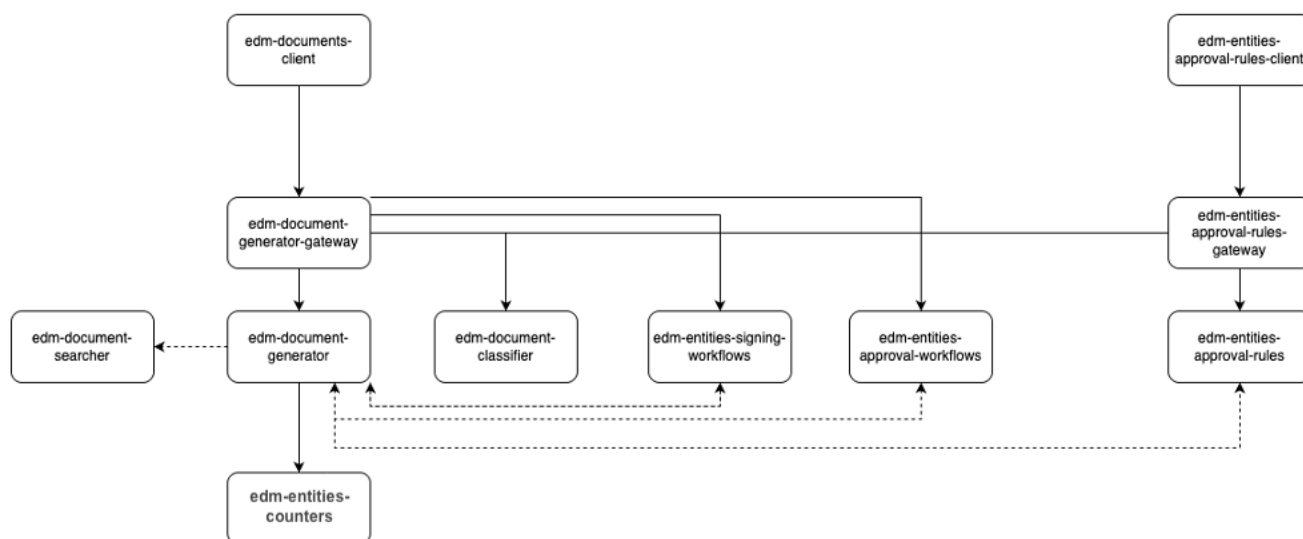 edm-documents-
client
edm-entities-
approval-rules-client
edm-document-
generator-gateway
edm-entities-
approval-rules-
gateway
edm-document-
searcher
edm-document-
generator
edm-document-
classifier
edm-entities-signing-
workflows
edm-entities-
approval-workflows
edm-entities-
approval-rules
edm-entities-
counters